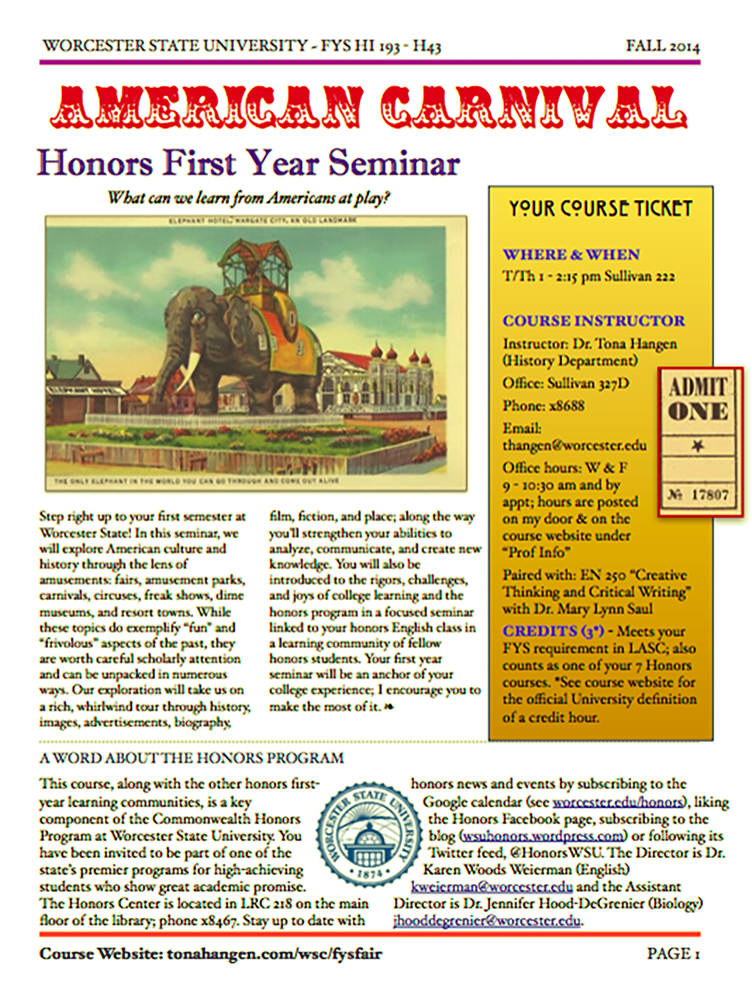 WORCESTER STATE UNIVERSITY - FYS HI 193 - H43
FALL 2014
AMERICAN CARNIVAL
Honors First Year Seminar
What can we learn from Americans at play?
ELEPHANT HOTEL, MARGATE CITY, AN OLD LANDMARK
ELEPHANT HOTEL
THE ONLY ELEPHANT IN THE WORLD YOU CAN GO THROUGH AND COME OUT ALIVE
Step right up to your first semester at
Worcester State! In this seminar, we
will explore American culture and
history through the lens of
amusements: fairs, amusement parks,
carnivals, circuses, freak shows, dime
museums, and resort towns. While
these topics do exemplify “fun” and
“frivolous” aspects of the past, they
are worth careful scholarly attention
and can be unpacked in numerous
ways. Our exploration will take us on
a rich, whirlwind tour through history,
images, advertisements, biography,
film, fiction, and place; along the way
you'll strengthen your abilities to
analyze, communicate, and create new
knowledge. You will also be
introduced to the rigors, challenges,
and joys of college learning and the
honors program in a focused seminar
linked to your honors English class in
a learning community of fellow
honors students. Your first year
seminar will be an anchor of your
college experience; I encourage you to
make the most of it. ❧
YOUR COURSE TICKET
WHERE & WHEN
T/Th 1 - 2:15 pm Sullivan 222
COURSE INSTRUCTOR
Instructor: Dr. Tona Hangen
(History Department)
Office: Sullivan 327D
Phone: x8688
Email:
thangen@worcester.edu
Office hours: W & F
9 - 10:30 am and by
appt; hours are posted
on my door & on the
course website under
“Prof Info”
Paired with: EN 250 “Creative
Thinking and Critical Writing”
with Dr. Mary Lynn Saul
CREDITS (3*) - Meets your
FYS requirement in LASC; also
counts as one of your 7 Honors
courses. *See course website for
the official University definition
of a credit hour.
ADMIT
ONE
№ 17807
A WORD ABOUT THE HONORS PROGRAM
This course, along with the other honors first-
year learning communities, is a key
component of the Commonwealth Honors
Program at Worcester State University. You
have been invited to be part of one of the
state's premier programs for high-achieving
students who show great academic promise.
The Honors Center is located in LRC 218 on the main
floor of the library; phone x8467. Stay up to date with
WORCESTER STATE UNIVERSITY
• 1874 •
honors news and events by subscribing to the
Google calendar (see worcester.edu/honors), liking
the Honors Facebook page, subscribing to the
blog (wsuhonors.wordpress.com) or following its
Twitter feed, @HonorsWSU. The Director is Dr.
Karen Woods Weierman (English)
kweierman@worcester.edu and the Assistant
Director is Dr. Jennifer Hood-DeGrenier (Biology)
jhooddegrenier@worcester.edu.
Course Website: tonahangen.com/wsc/fysfair
PAGE 1